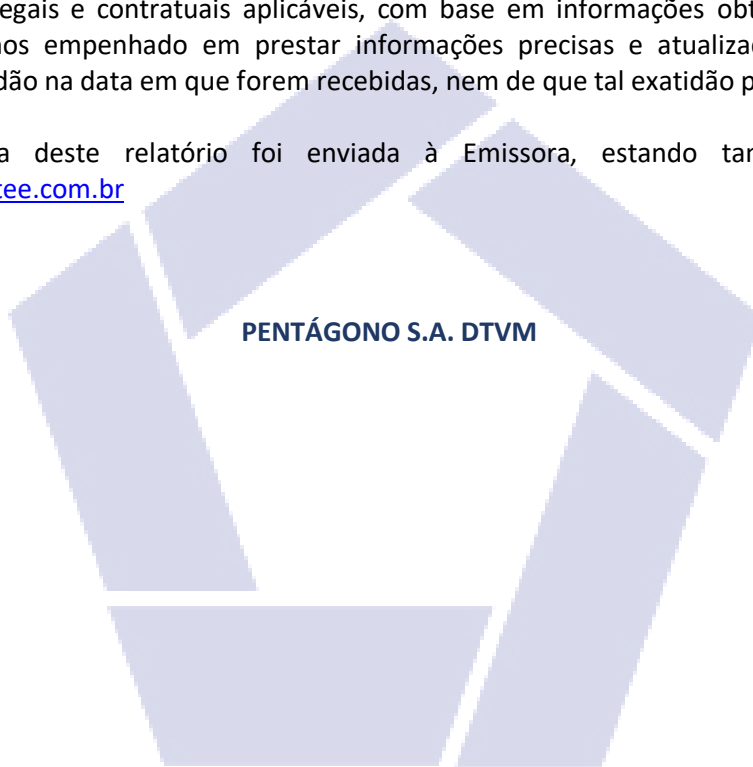 egais e contratuais aplicáveis, com base em informações obt
os empenhado em prestar informações precisas e atualiza
dão na data em que forem recebidas, nem de que tal exatidão p
a deste relatório foi enviada à Emissora, estando tar
tee.com.br
PENTÁGONO S.A. DTVM